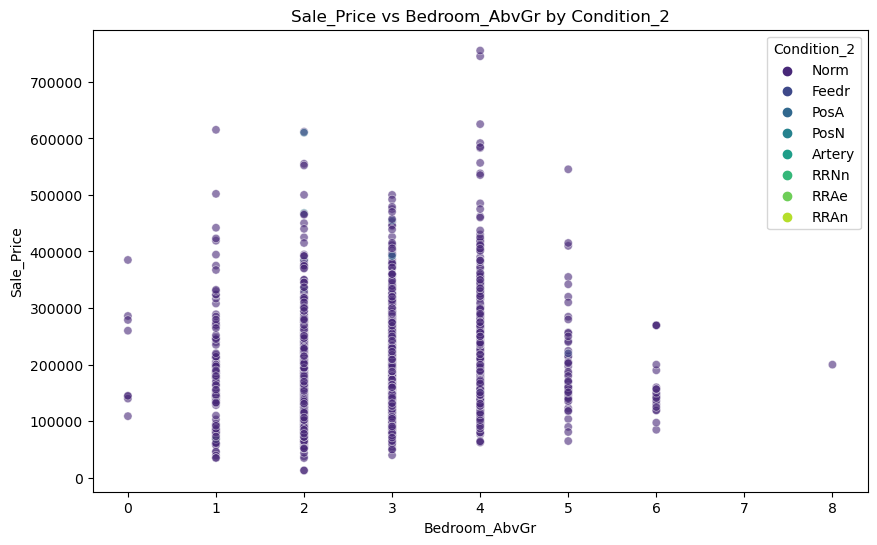 Sale_Price vs Bedroom_AbvGr by Condition_2
Condition_2
Norm
Feedr
PosA
PosN
Artery
RRNn
RRAe
RRAn
Sale_Price
700000
600000
500000
400000
300000
200000
100000
0
0 1 2 3 4 5 6 7 8
Bedroom_AbvGr